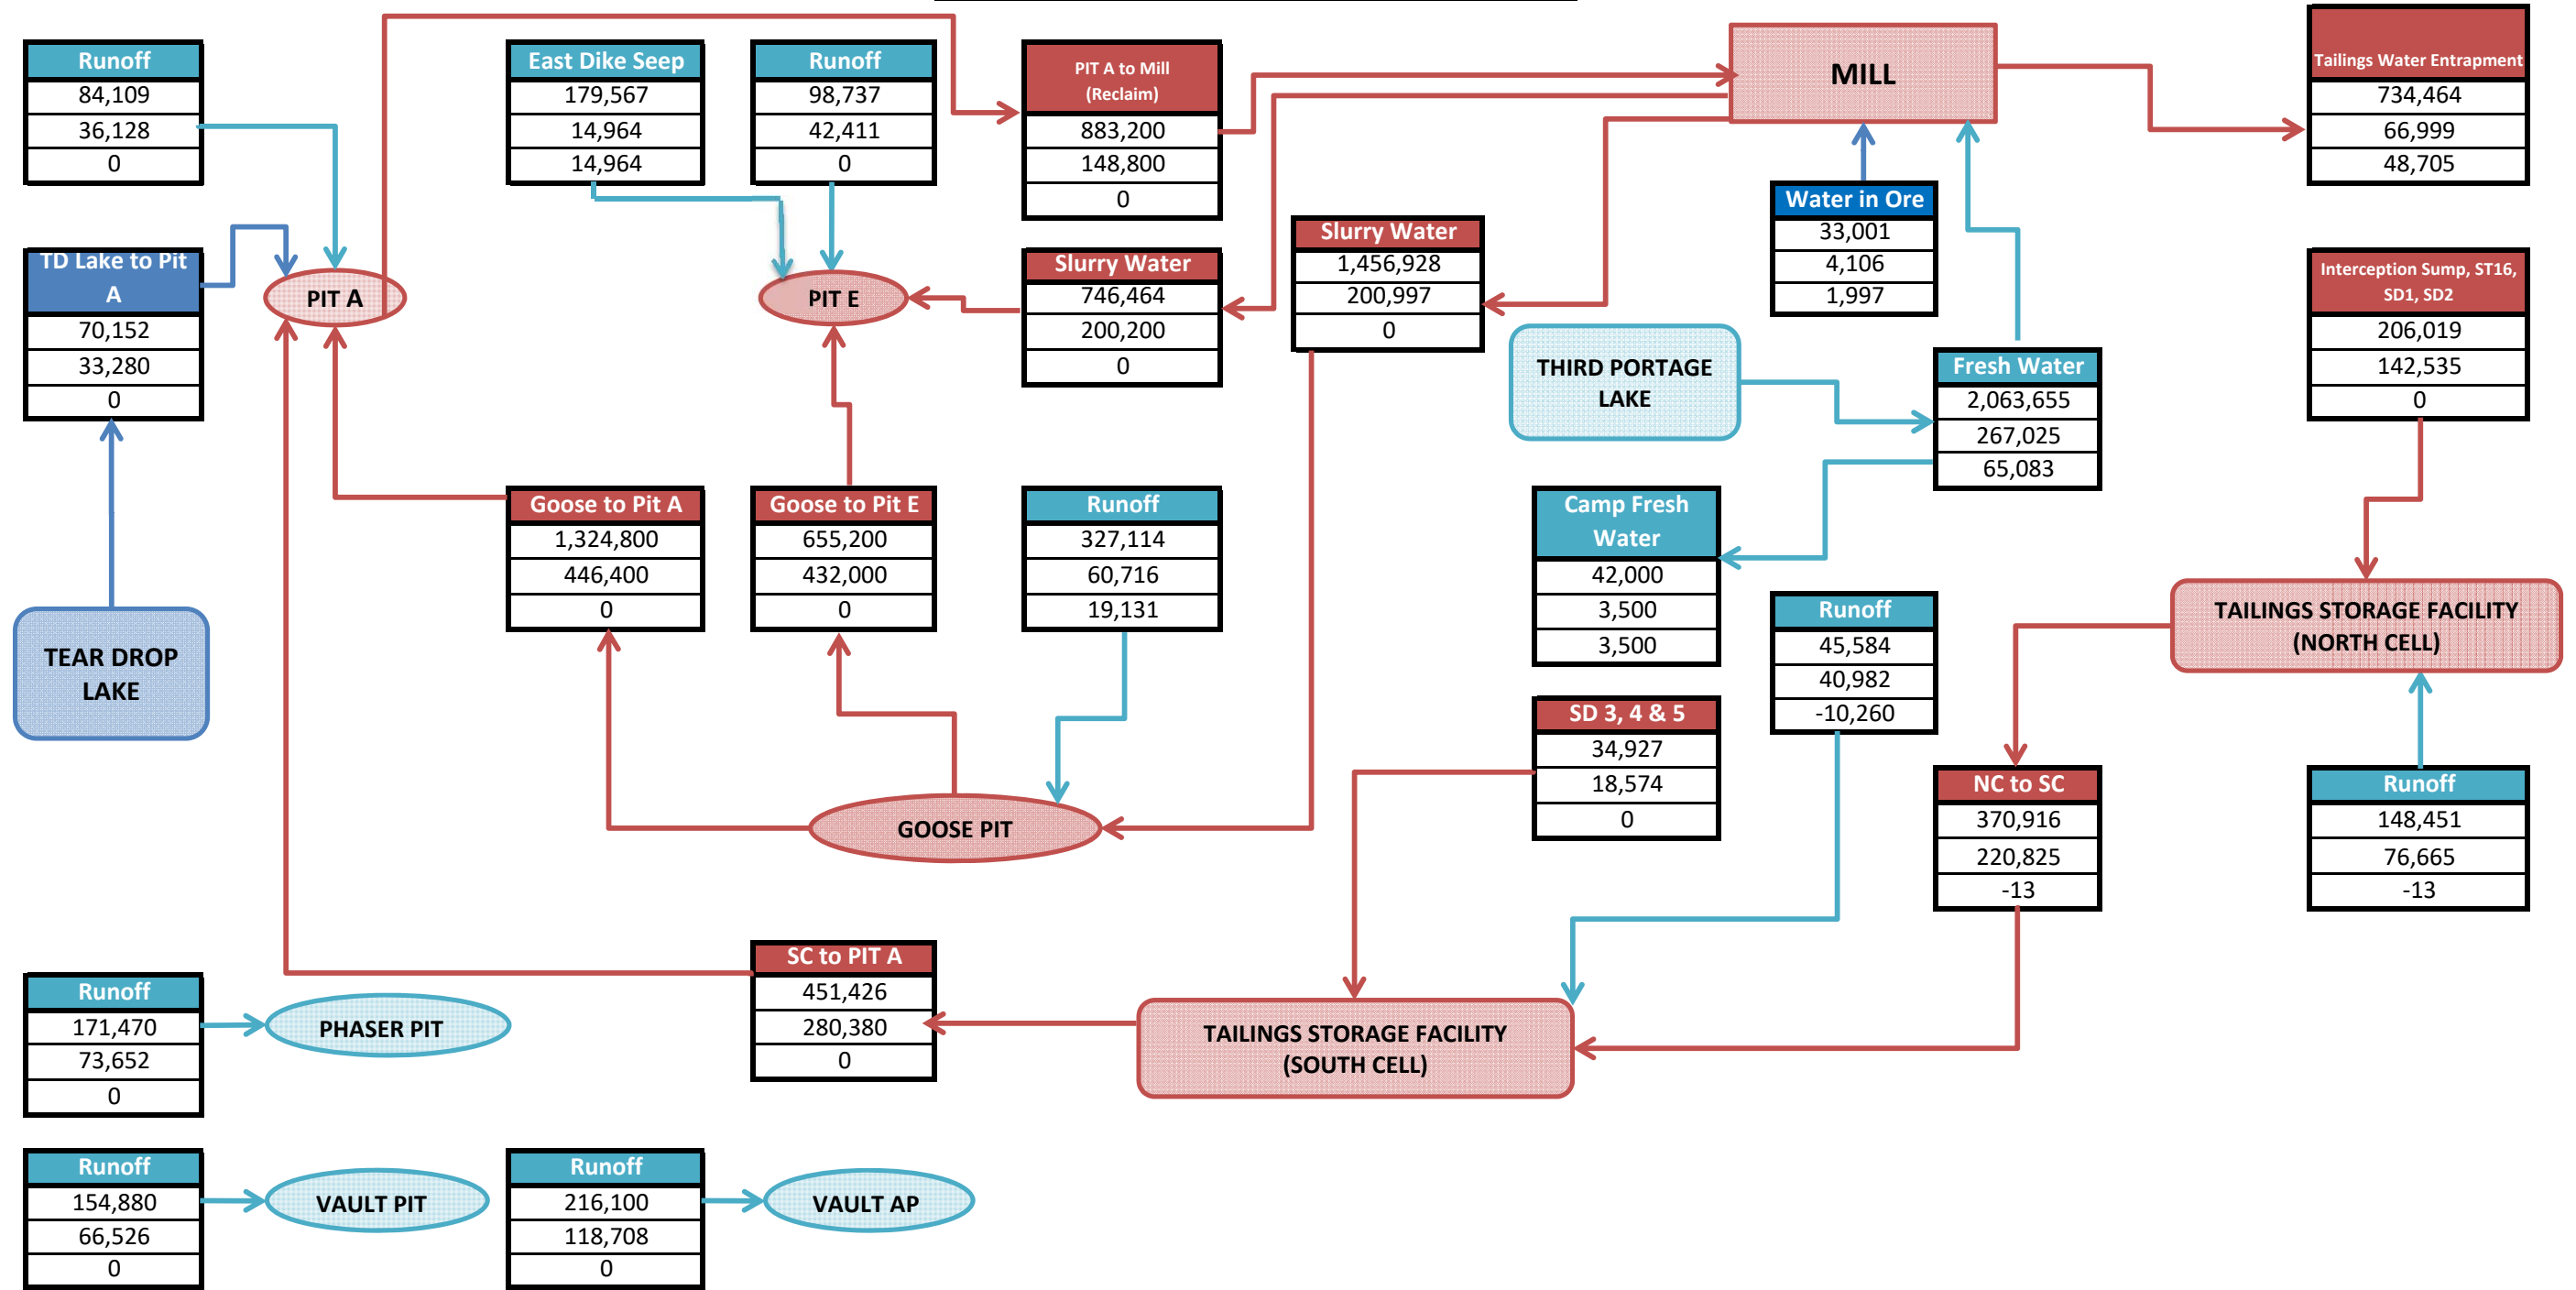 Runoff
84,109
36,128
0
East Dike Seep
179,567
14,964
14,964
Runoff
98,737
42,411
0
PIT A to Mill
(Reclaim)
883,200
148,800
0
MILL
Tailings Water Entrapment
734,464
66,999
48,705
TD Lake to Pit
A
70,152
33,280
0
PIT A
PIT E
Slurry Water
746,464
200,200
0
Slurry Water
1,456,928
200,997
0
Water in Ore
33,001
4,106
1,997
Interception Sump, ST16,
SD1, SD2
206,019
142,535
0
THIRD PORTAGE
LAKE
Fresh Water
2,063,655
267,025
65,083
Goose to Pit A
1,324,800
446,400
0
Goose to Pit E
655,200
432,000
0
Runoff
327,114
60,716
19,131
Camp Fresh
Water
42,000
3,500
3,500
Runoff
45,584
40,982
-10,260
TAILINGS STORAGE FACILITY
(NORTH CELL)
TEAR DROP
LAKE
SD 3, 4 & 5
34,927
18,574
0
GOOSE PIT
NC to SC
370,916
220,825
-13
Runoff
148,451
76,665
-13
SC to PIT A
451,426
280,380
0
TAILINGS STORAGE FACILITY
(SOUTH CELL)
Runoff
171,470
73,652
0
PHASER PIT
Runoff
154,880
66,526
0
VAULT PIT
Runoff
216,100
118,708
0
VAULT AP